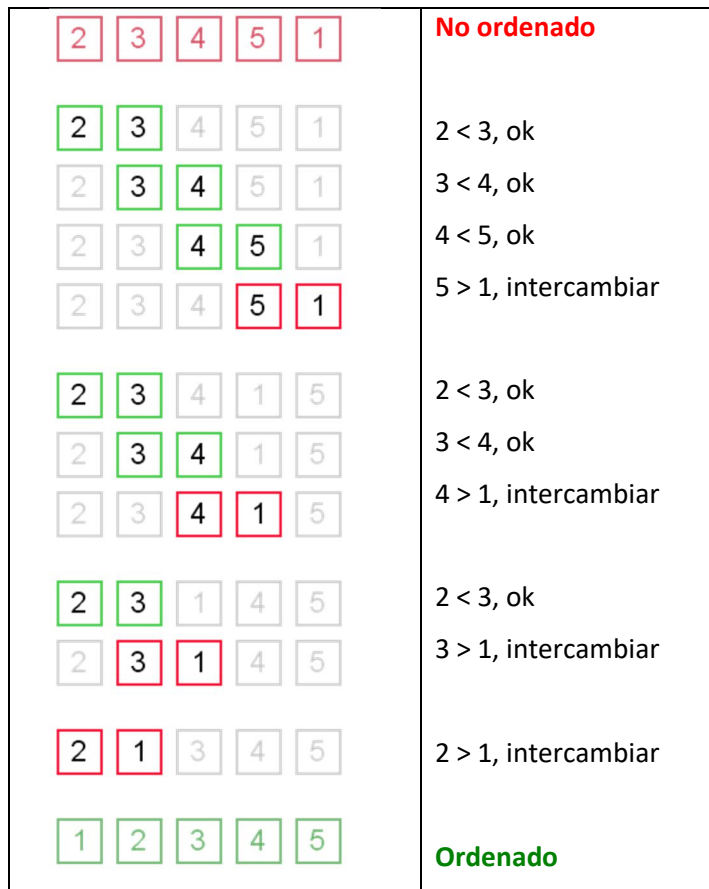 2 3 4 5 1 No ordenado
2 3 4 5 1 2 < 3, ok
2 3 4 5 1 3 < 4, ok
2 3 4 5 1 4 < 5, ok
2 3 4 5 1 5 > 1, intercambiar
2 3 4 1 5 2 < 3, ok
2 3 4 1 5 3 < 4, ok
2 3 4 1 5 4 > 1, intercambiar
2 3 1 4 5 2 < 3, ok
2 3 1 4 5 3 > 1, intercambiar
2 1 3 4 5 2 > 1, intercambiar
1 2 3 4 5 Ordenado